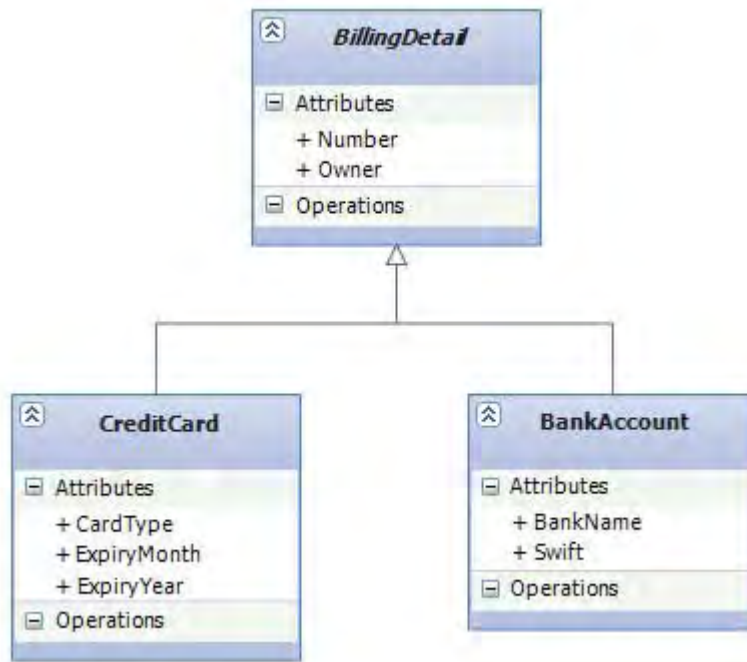 BillingDetail
Attributes
+ Number
+ Owner
Operations
CreditCard
Attributes
+ CardType
+ ExpiryMonth
+ ExpiryYear
Operations
BankAccount
Attributes
+ BankName
+ Swift
Operations